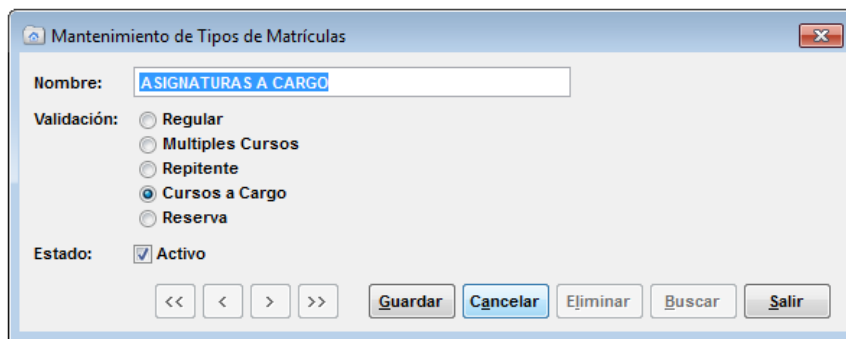 Mantenimiento de Tipos de Matrículas
Nombre: ASIGNATURAS A CARGO
Validación: Regular
Multiples Cursos
Repitente
Cursos a Cargo
Reserva
Estado: Activo
<< < > >> Guardar Cancelar Eliminar Buscar Salir